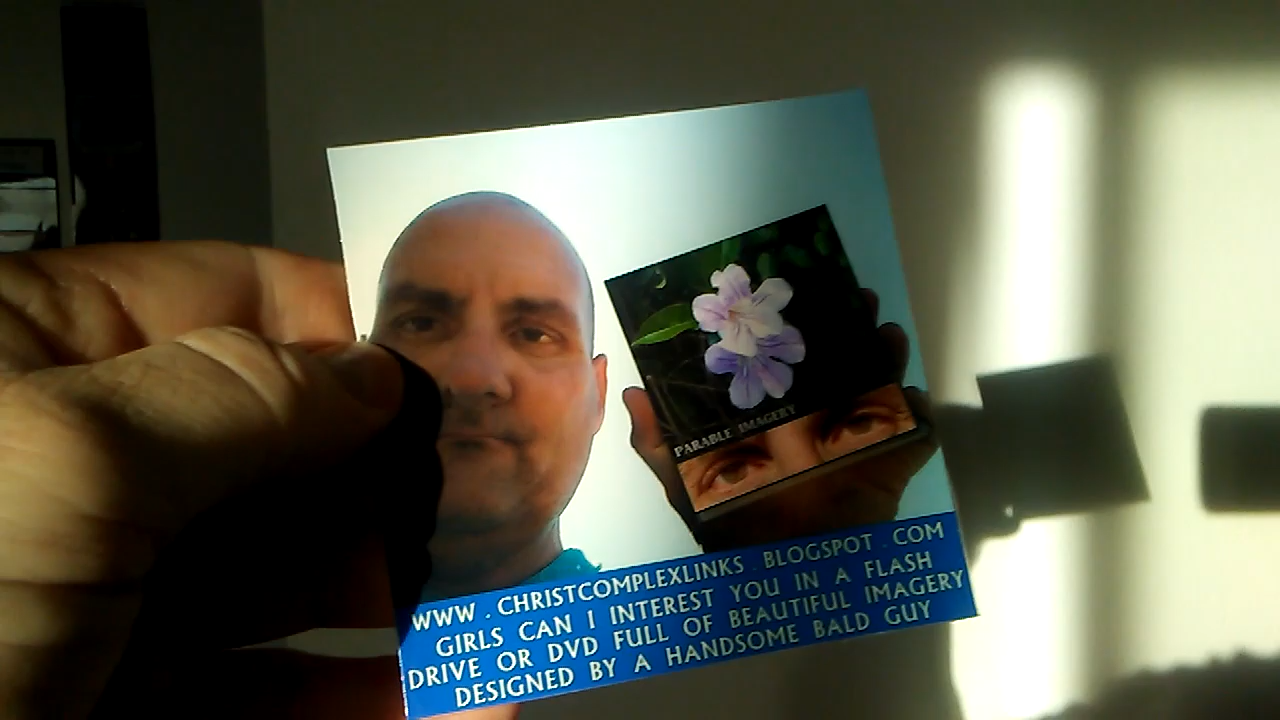 PARABLE IMAGERY
WWW . CHRISTCOMPLEXLINKS . BLOGSPOT . COM
GIRLS CAN I INTEREST YOU IN A FLASH
DRIVE OR DVD FULL OF BEAUTIFUL IMAGERY
DESIGNED BY A HANDSOME BALD GUY